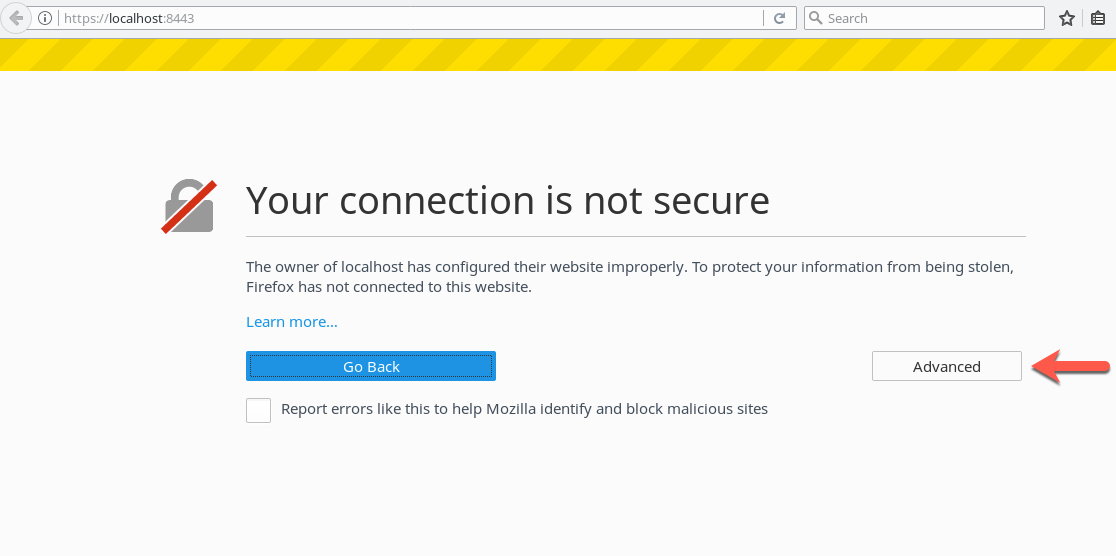 https://localhost:8443
Search
Your connection is not secure
The owner of localhost has configured their website improperly. To protect your information from being stolen,
Firefox has not connected to this website.
Learn more...
Go Back
Advanced
Report errors like this to help Mozilla identify and block malicious sites